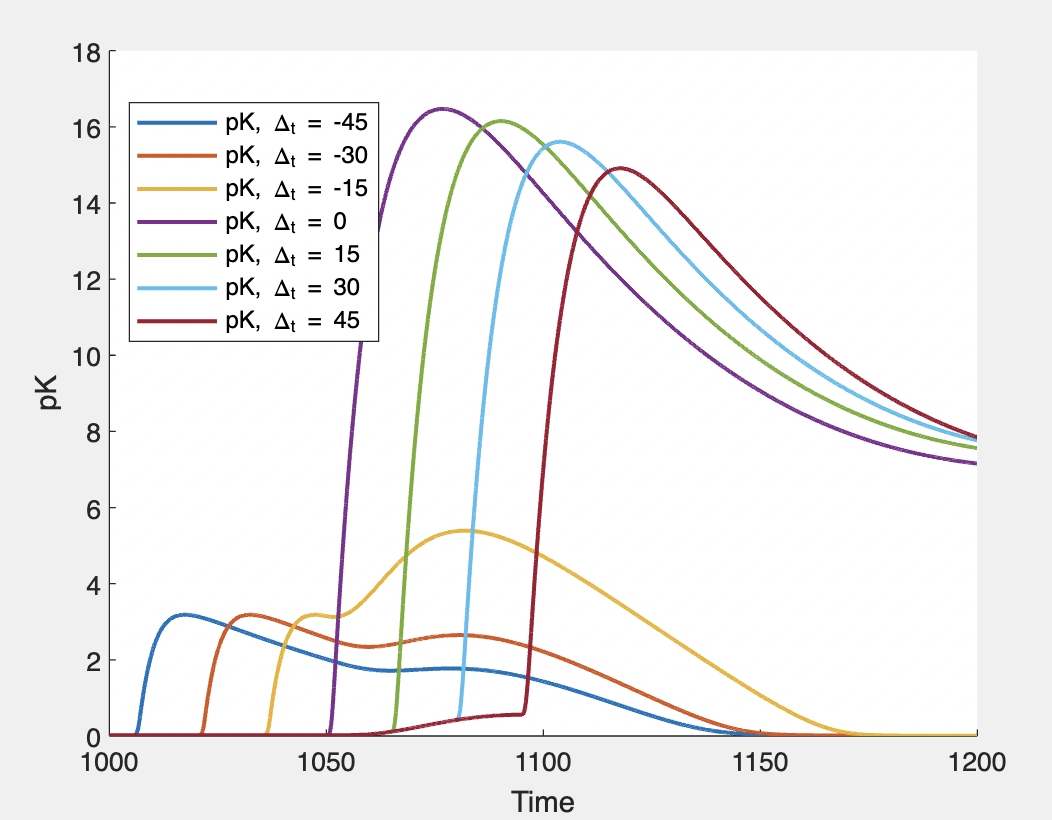 18
16
14
12
10
8
6
4
2
0
pK
pK, Δt = -45
pK, Δt = -30
pK, Δt = -15
pK, Δt = 0
pK, Δt = 15
pK, Δt = 30
pK, Δt = 45
1000 1050 1100 1150 1200
Time